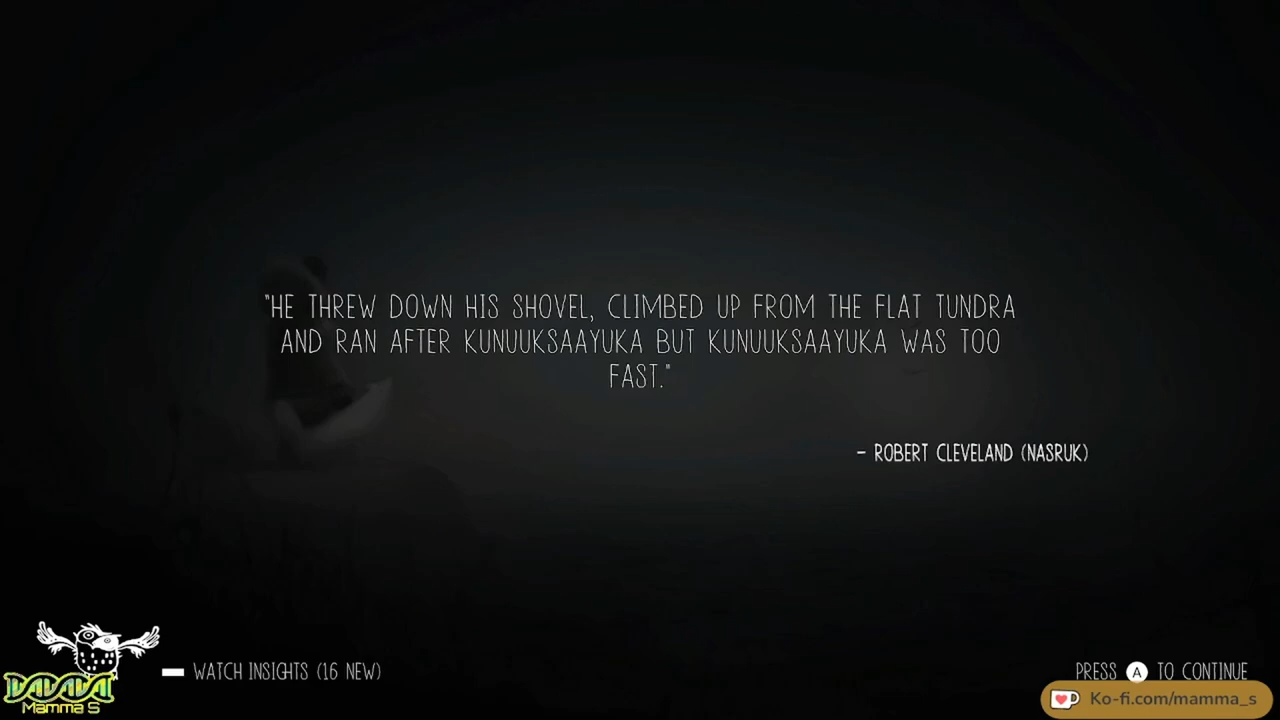 "HE THREW DOWN HIS SHOVEL, CLIMBED UP FROM THE FLAT TUNDRA
AND RAN AFTER KUNUUKSAAYUKA BUT KUNUUKSAAYUKA WAS TOO
FAST."
- ROBERT CLEVELAND (NASRUK)
WATCH INSIGHTS (16 NEW)
PRESS A TO CONTINUE
Mamma S
Ko-fi.com/mamma_s